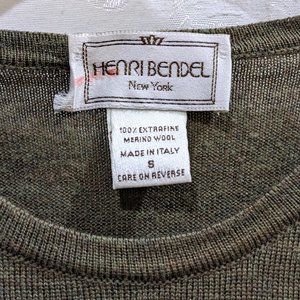 HENRI BENDEL
NEW YORK
100% EXTRAFINE
MERINO WOOL
MADE IN ITALY
S
CARE ON REVERSE